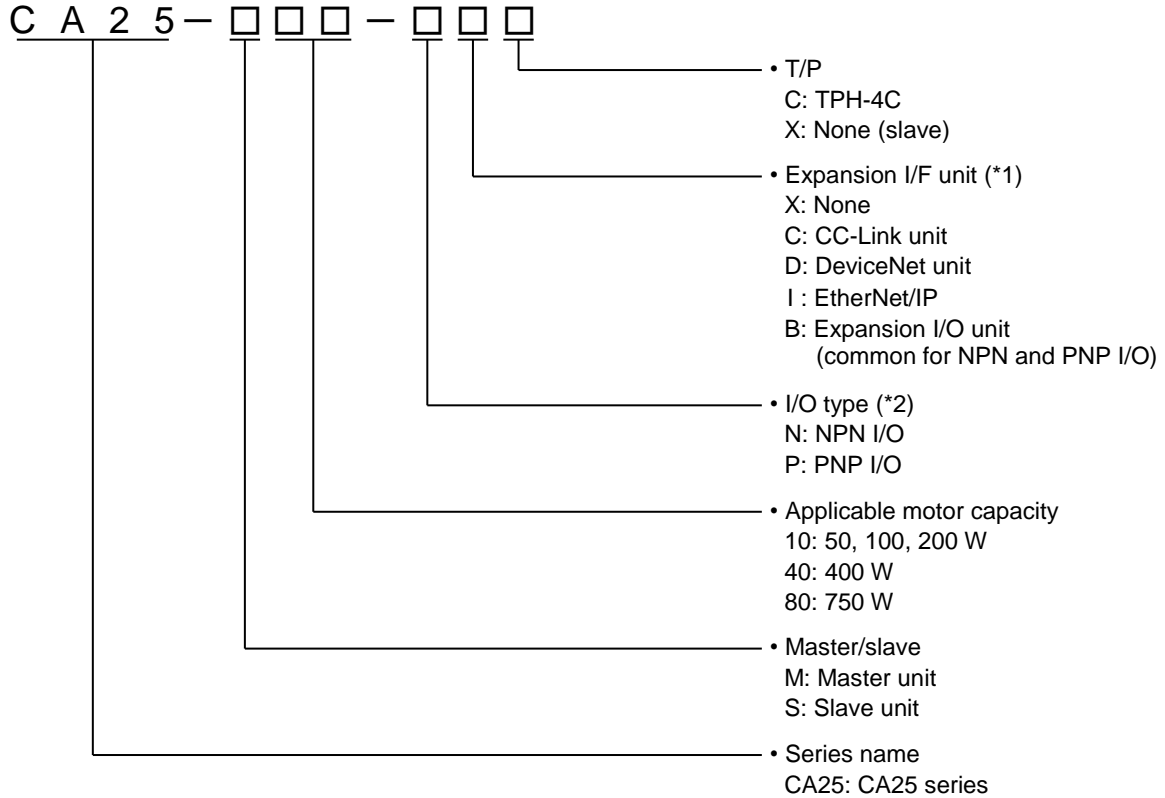 C A 2 5 – □ □ □ – □ □ □
• T/P
C: TPH-4C
X: None (slave)
• Expansion I/F unit (*1)
X: None
C: CC-Link unit
D: DeviceNet unit
I : EtherNet/IP
B: Expansion I/O unit
(common for NPN and PNP I/O)
• I/O type (*2)
N: NPN I/O
P: PNP I/O
• Applicable motor capacity
10: 50, 100, 200 W
40: 400 W
80: 750 W
• Master/slave
M: Master unit
S: Slave unit
• Series name
CA25: CA25 series